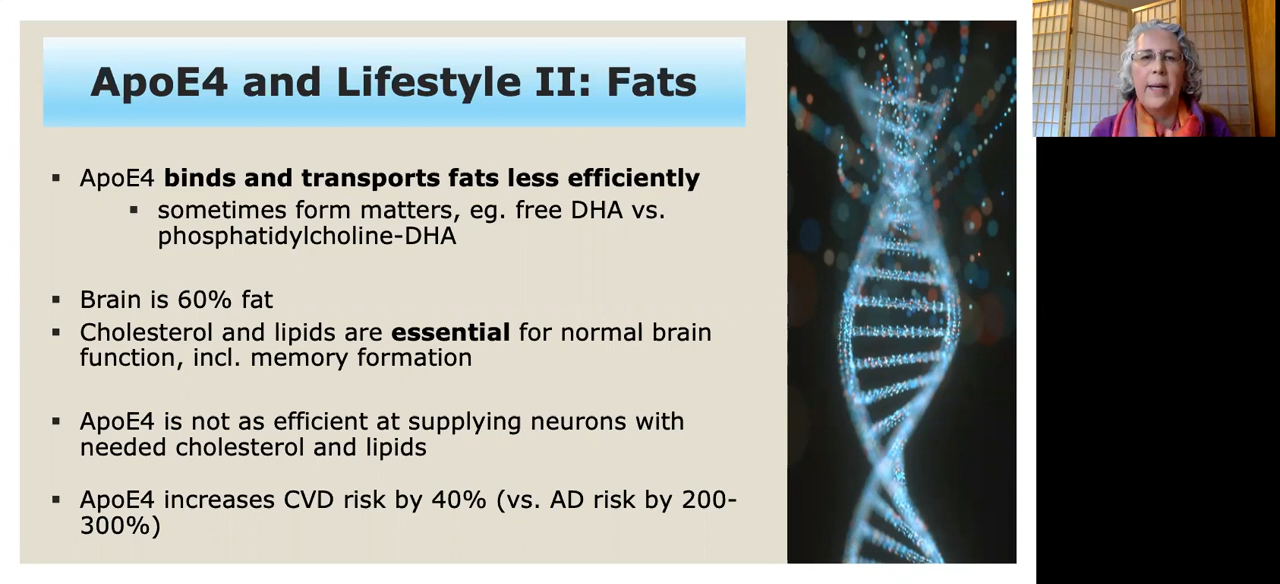 ApoE4 and Lifestyle II: Fats
▪ ApoE4 binds and transports fats less efficiently
▪ sometimes form matters, eg. free DHA vs.
phosphatidylcholine-DHA
▪ Brain is 60% fat
▪ Cholesterol and lipids are essential for normal brain
function, incl. memory formation
▪ ApoE4 is not as efficient at supplying neurons with
needed cholesterol and lipids
▪ ApoE4 increases CVD risk by 40% (vs. AD risk by 200-
300%)